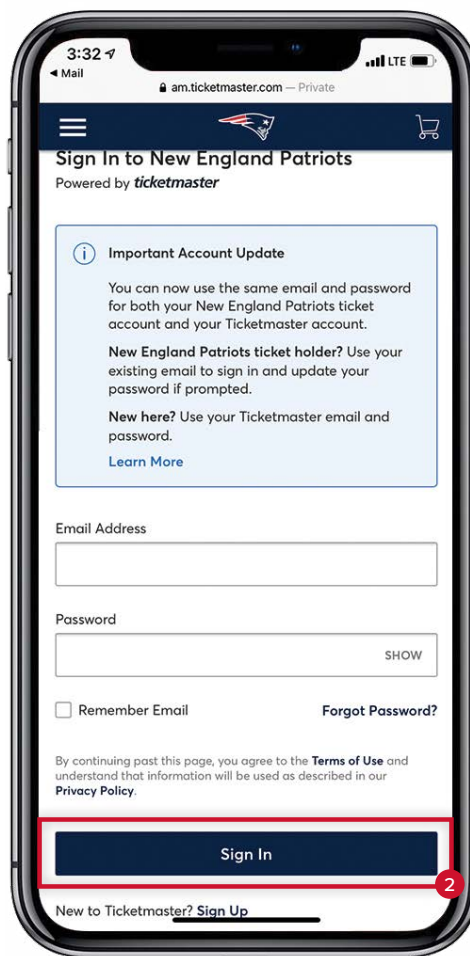 3:32
LTE
◀ Mail
am.ticketmaster.com — Private
Sign In to New England Patriots
Powered by ticketmaster
Important Account Update
You can now use the same email and password
for both your New England Patriots ticket
account and your Ticketmaster account.
New England Patriots ticket holder? Use your
existing email to sign in and update your
password if prompted.
New here? Use your Ticketmaster email and
password.
Learn More
Email Address
Password
SHOW
Remember Email Forgot Password?
By continuing past this page, you agree to the Terms of Use and
understand that information will be used as described in our
Privacy Policy.
Sign In
2
New to Ticketmaster? Sign Up